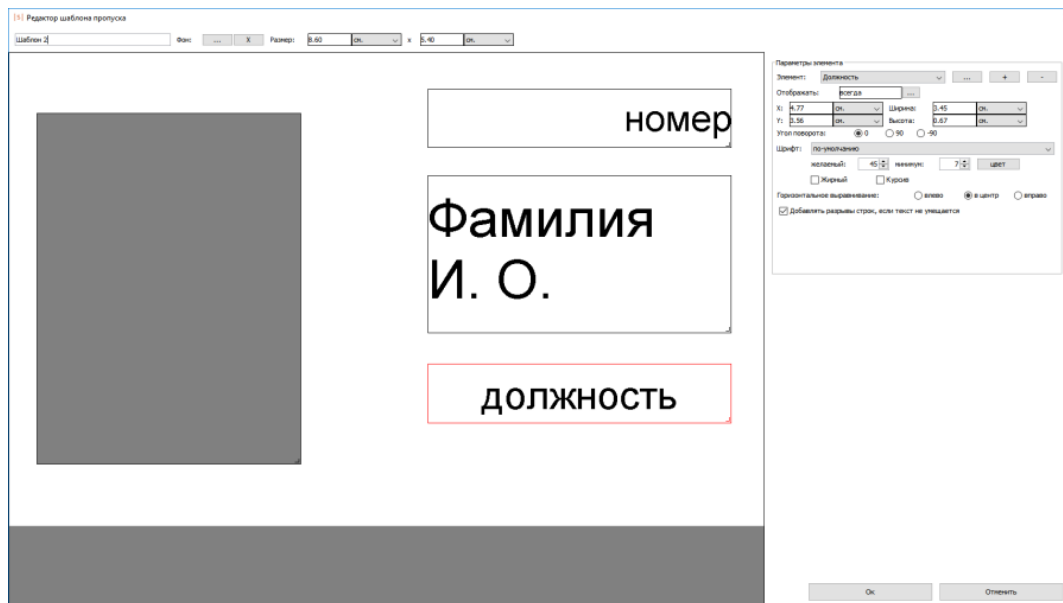 [S] Редактор шаблона пропуска
Шаблон 2 Фон: ... X Размер: 8.60 см. x 5.40 см.
Параметры элемента
Элемент: Должность ... + -
Отображать: всегда ...
X: 4.77 см. Ширина: 3.45 см.
Y: 3.56 см. Высота: 0.67 см.
Угол поворота: 0 90 -90
Шрифт: по-умолчанию
желаемый: 45 минимум: 7 цвет
Жирный Курсив
Горизонтальное выравнивание: влево в центр вправо
Добавлять разрывы строк, если текст не умещается
номер
Фамилия
И. О.
должность
Ок Отменить